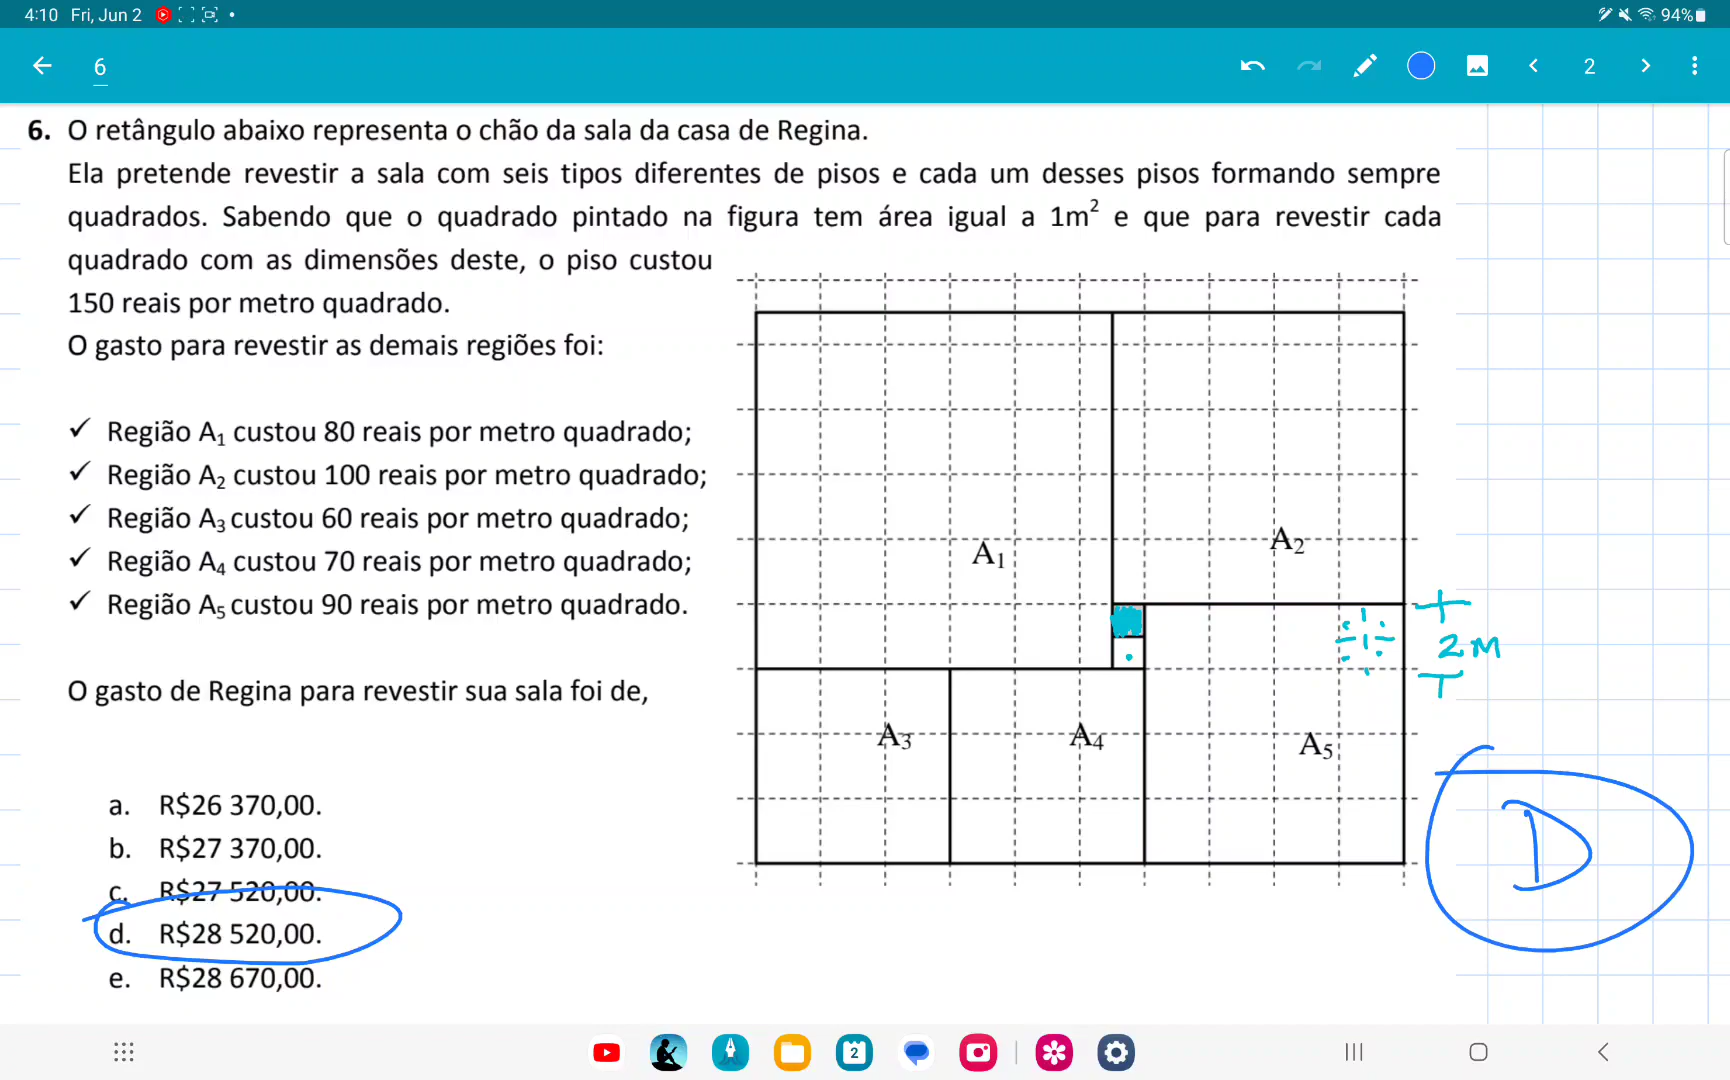 4:10 Fri, Jun 2
94%
6
2
6. O retângulo abaixo representa o chão da sala da casa de Regina.
Ela pretende revestir a sala com seis tipos diferentes de pisos e cada um desses pisos formando sempre
quadrados. Sabendo que o quadrado pintado na figura tem área igual a 1m² e que para revestir cada
quadrado com as dimensões deste, o piso custou
150 reais por metro quadrado.
O gasto para revestir as demais regiões foi:
✓ Região A₁ custou 80 reais por metro quadrado;
✓ Região A₂ custou 100 reais por metro quadrado;
✓ Região A₃ custou 60 reais por metro quadrado;
✓ Região A₄ custou 70 reais por metro quadrado;
✓ Região A₅ custou 90 reais por metro quadrado.
O gasto de Regina para revestir sua sala foi de,
a. R$26 370,00.
b. R$27 370,00.
c. R$27 520,00.
d. R$28 520,00.
e. R$28 670,00.
A₁
A₂
2 M
A₃
A₄
A₅
D
2